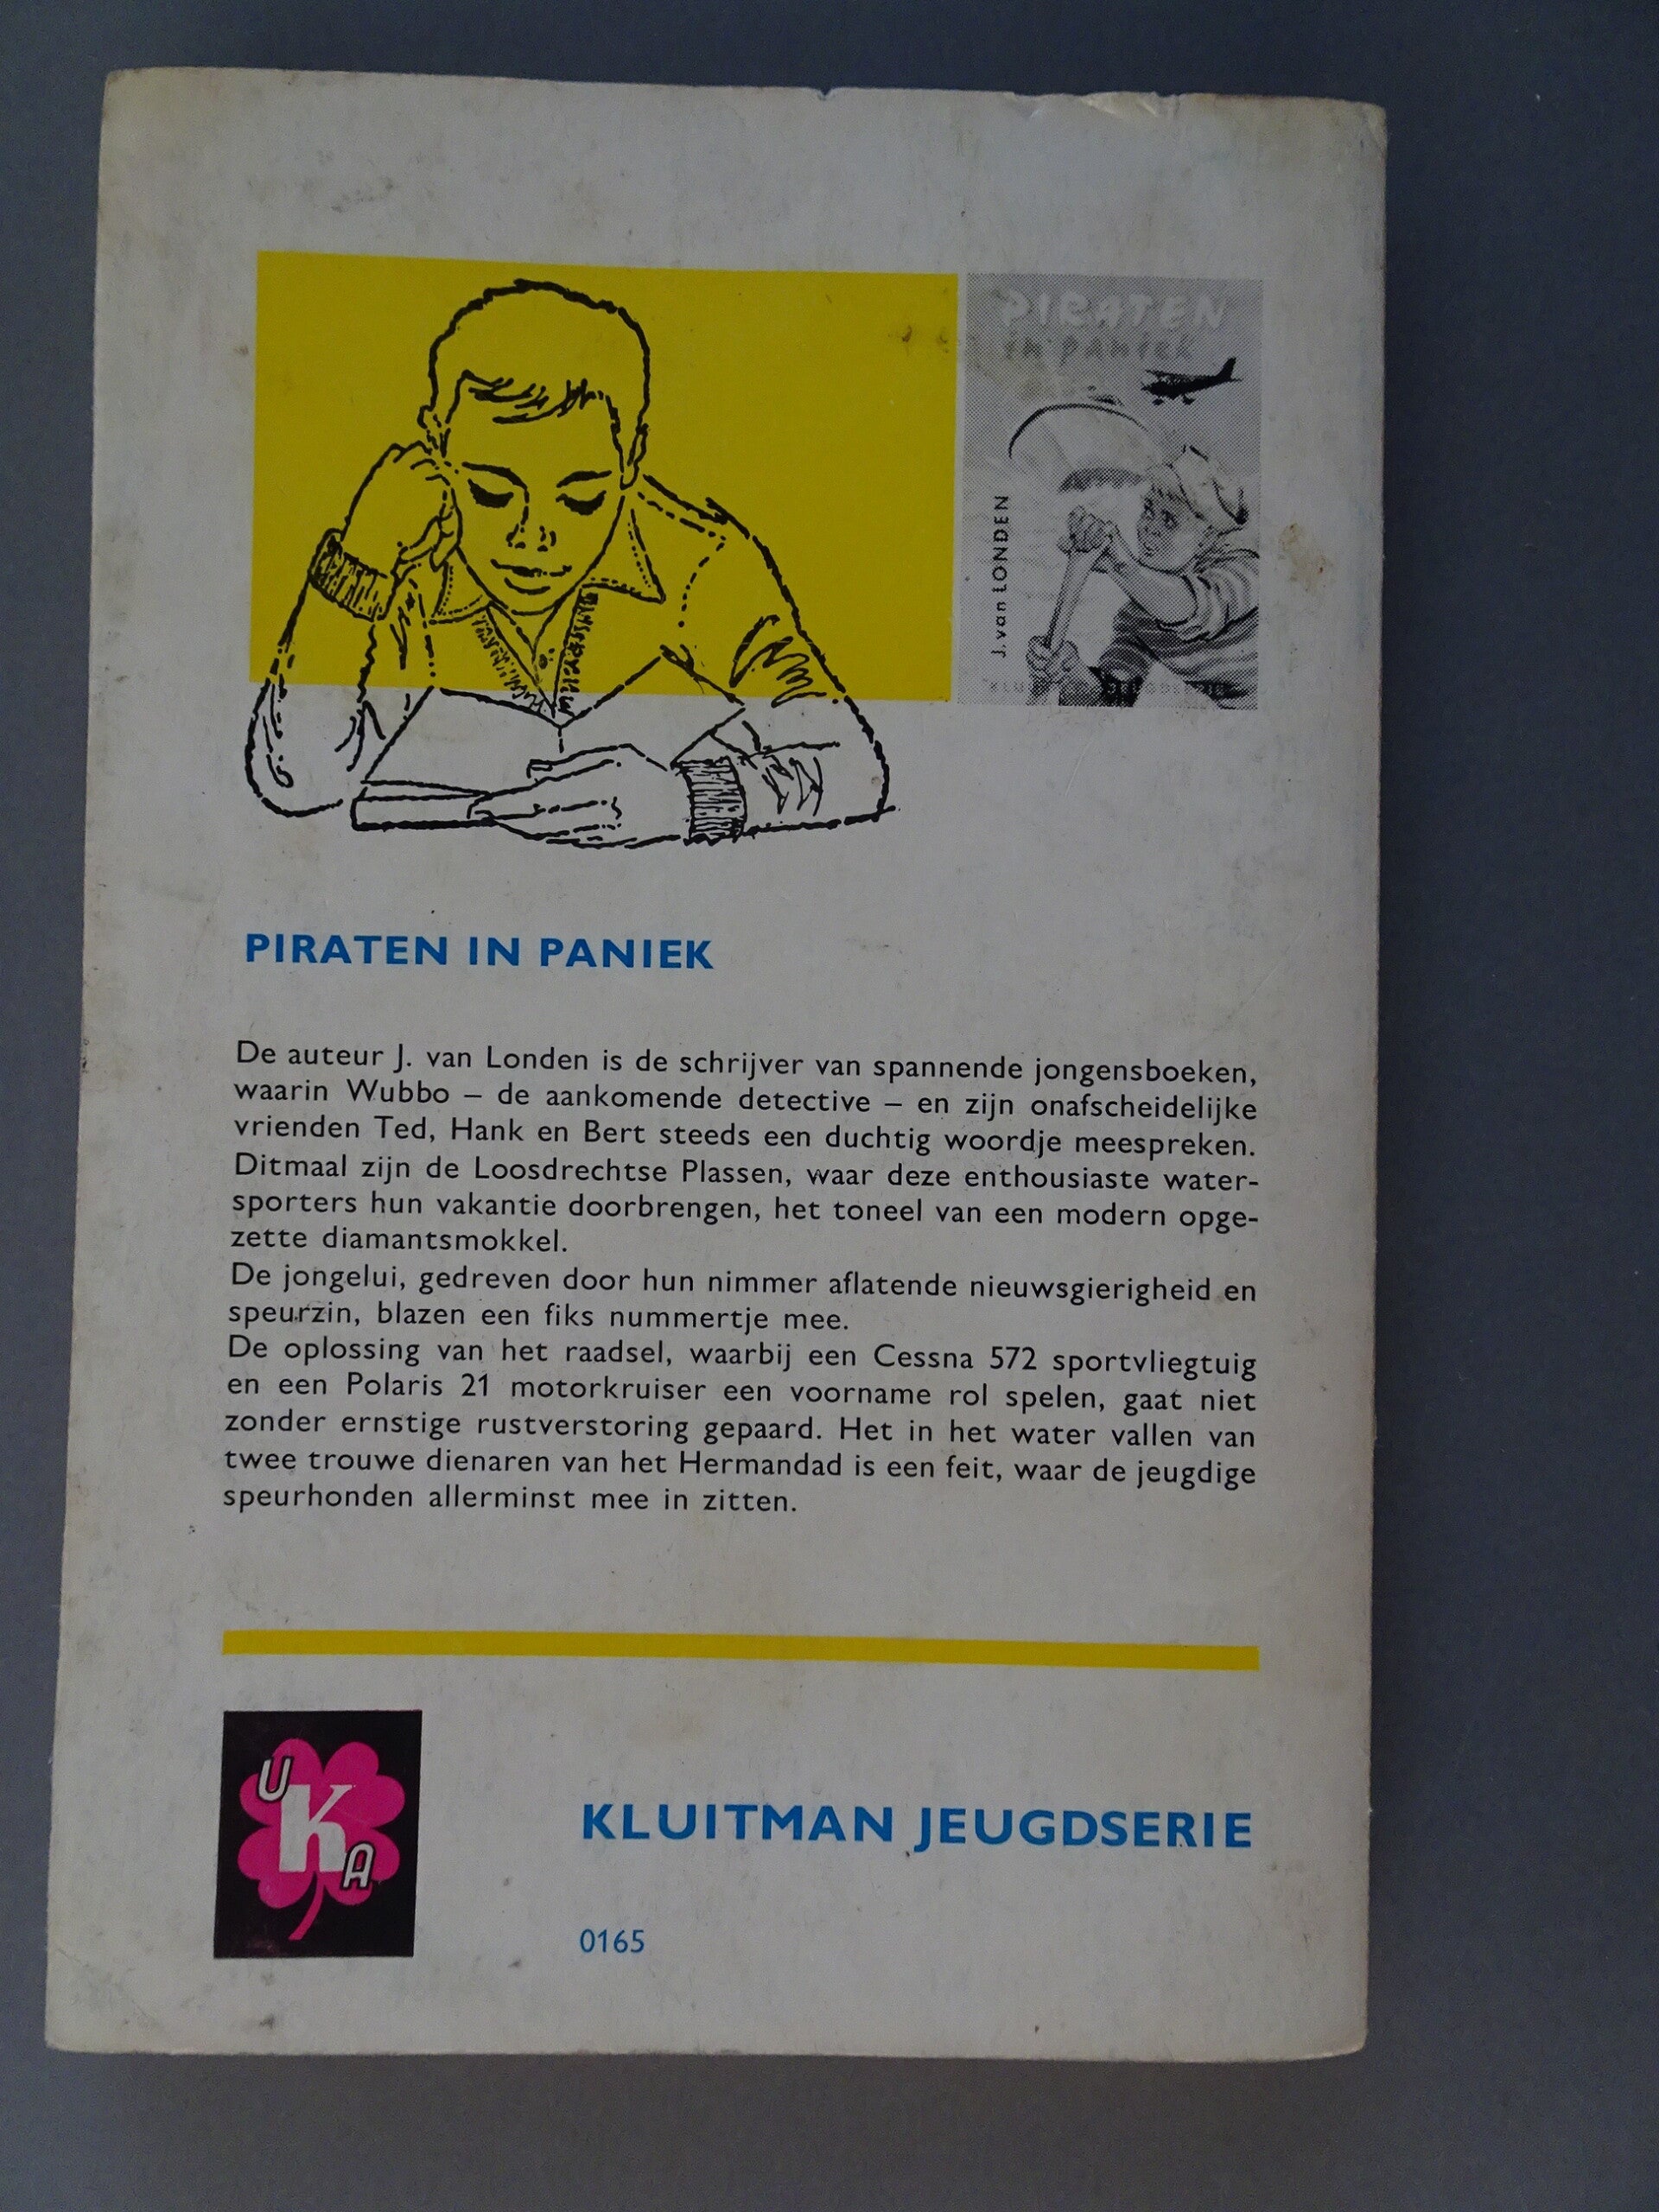 PIRATEN
IN PANIEK
J. van LONDEN
PIRATEN IN PANIEK
De auteur J. van Londen is de schrijver van spannende jongensboeken,
waarin Wubbo – de aankomende detective – en zijn onafscheidelijke
vrienden Ted, Hank en Bert steeds een duchtig woordje meespreken.
Ditmaal zijn de Loosdrechtse Plassen, waar deze enthousiaste water-
sporters hun vakantie doorbrengen, het toneel van een modern opge-
zette diamantsmokkel.
De jongelui, gedreven door hun nimmer aflatende nieuwsgierigheid en
speurzin, blazen een fiks nummertje mee.
De oplossing van het raadsel, waarbij een Cessna 572 sportvliegtuig
en een Polaris 21 motorkruiser een voorname rol spelen, gaat niet
zonder ernstige rustverstoring gepaard. Het in het water vallen van
twee trouwe dienaren van het Hermandad is een feit, waar de jeugdige
speurhonden allerminst mee in zitten.
U
K
A
KLUITMAN JEUGDSERIE
0165